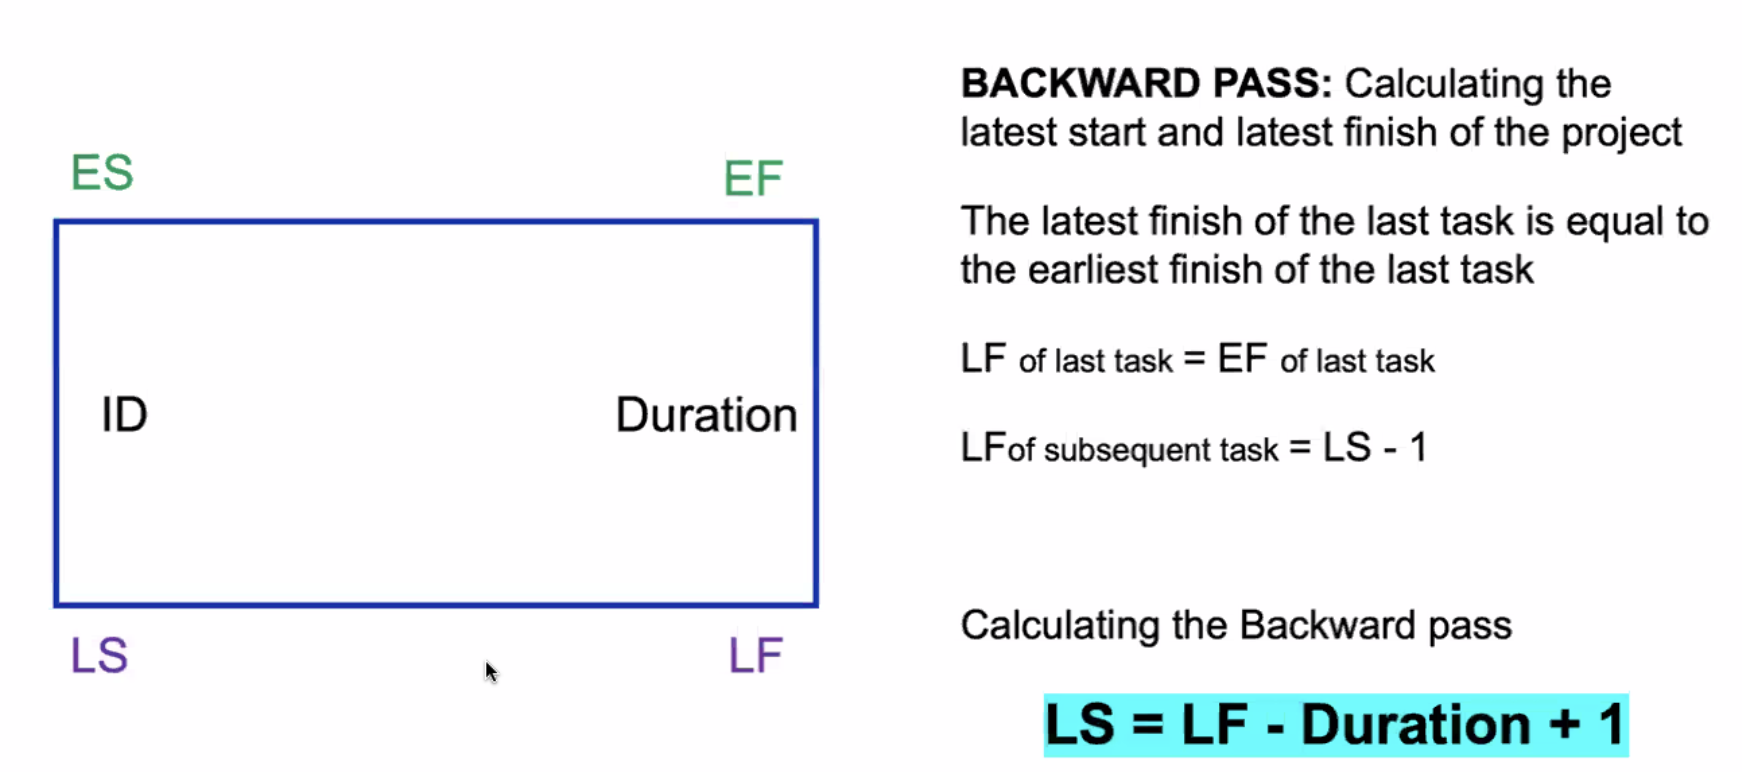 ES
EF
ID
Duration
LS
LF
BACKWARD PASS: Calculating the
latest start and latest finish of the project
The latest finish of the last task is equal to
the earliest finish of the last task
LF of last task = EF of last task
LFof subsequent task = LS - 1
Calculating the Backward pass
LS = LF - Duration + 1